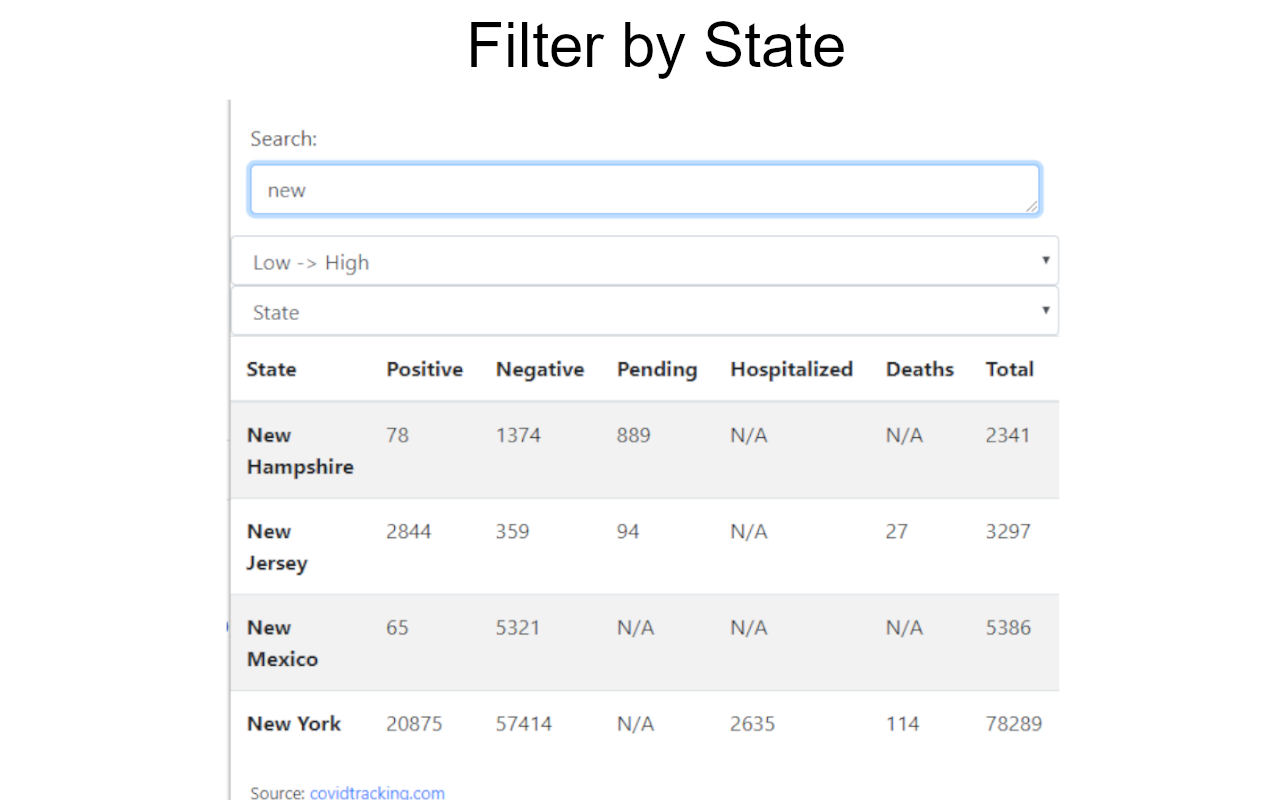 Filter by State
Search:
new
Low -> High
State
State Positive Negative Pending Hospitalized Deaths Total
New Hampshire 78 1374 889 N/A N/A 2341
New Jersey 2844 359 94 N/A 27 3297
New Mexico 65 5321 N/A N/A N/A 5386
New York 20875 57414 N/A 2635 114 78289
Source: covidtracking.com